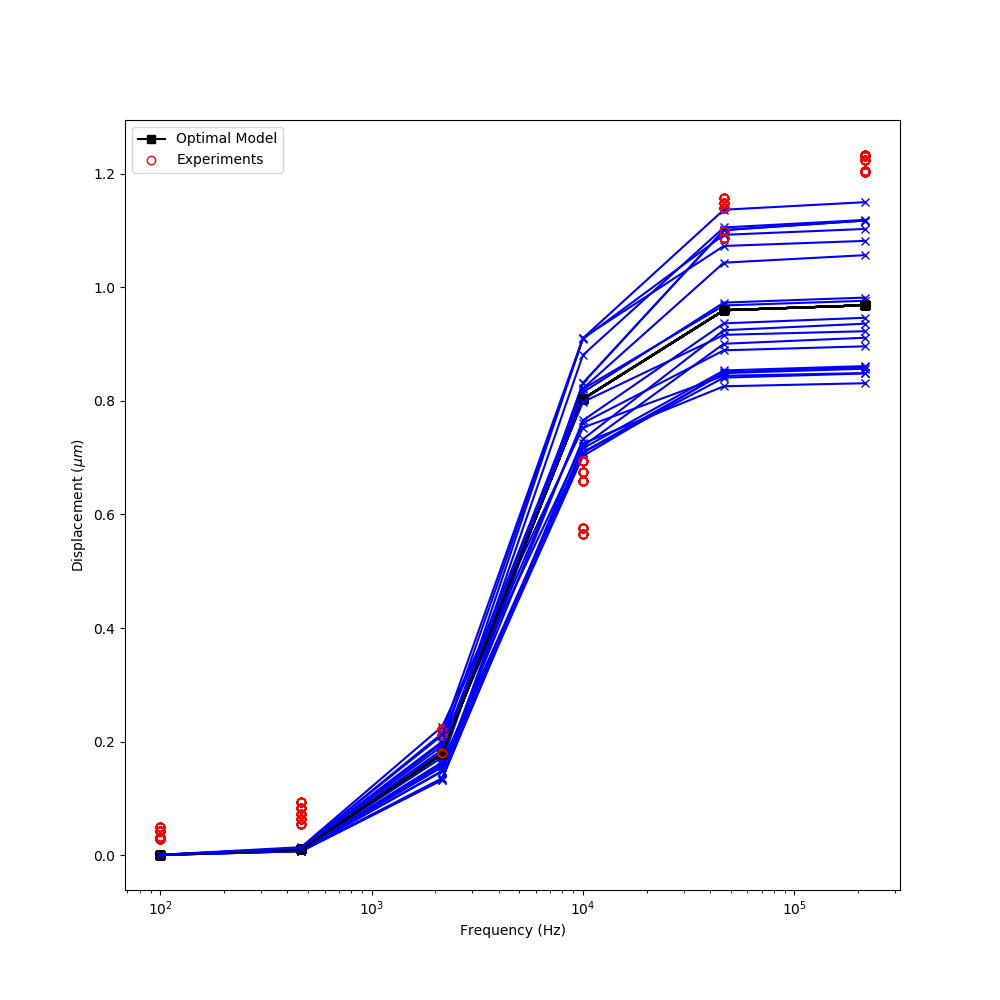 Optimal Model
Experiments
Displacement (μm)
1.2
1.0
0.8
0.6
0.4
0.2
0.0
10²
10³
10⁴
10⁵
Frequency (Hz)